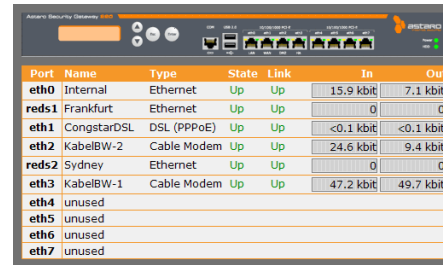 Astaro Security Gateway
astaro
Port Name Type State Link In Out
eth0 Internal Ethernet Up Up 15.9 kbit 7.1 kbit
reds1 Frankfurt Ethernet Up Up 0 0
eth1 CongstarDSL DSL (PPPoE) Up Up <0.1 kbit <0.1 kbit
eth2 KabelBW-2 Cable Modem Up Up 24.6 kbit 9.4 kbit
reds2 Sydney Ethernet Up Up 0 0
eth3 KabelBW-1 Cable Modem Up Up 47.2 kbit 49.7 kbit
eth4 unused
eth5 unused
eth6 unused
eth7 unused